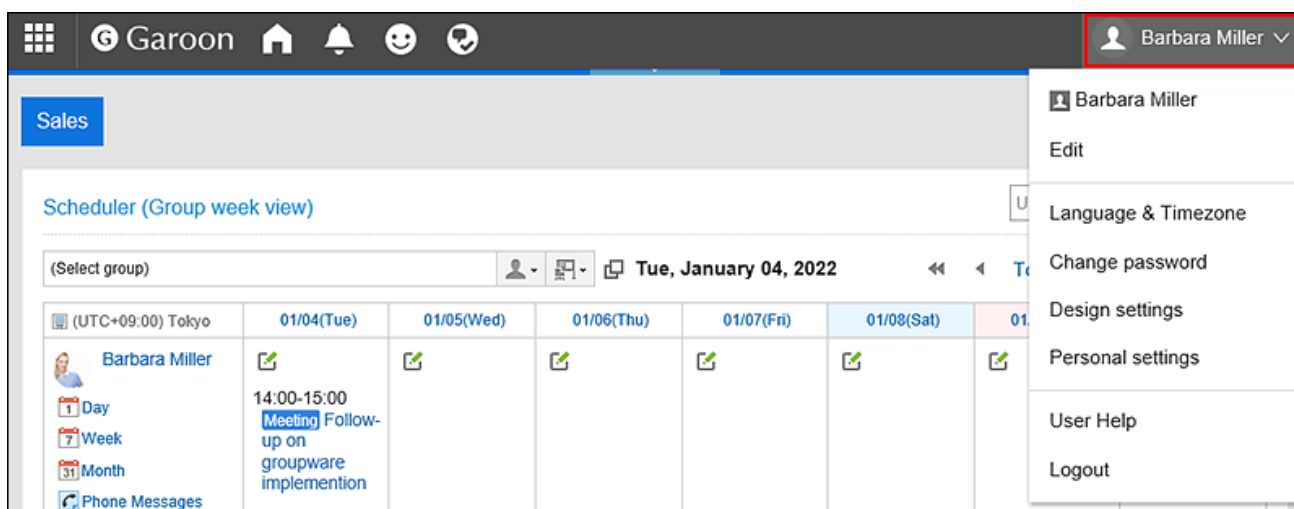 Garoon
Barbara Miller
Sales
Barbara Miller
Edit
Language & Timezone
Change password
Design settings
Personal settings
User Help
Logout
Scheduler (Group week view)
(Select group)
Tue, January 04, 2022
(UTC+09:00) Tokyo 01/04(Tue) 01/05(Wed) 01/06(Thu) 01/07(Fri) 01/08(Sat)
Barbara Miller
1 Day
7 Week
31 Month
Phone Messages
14:00-15:00
Meeting Follow-
up on
groupware
implemention